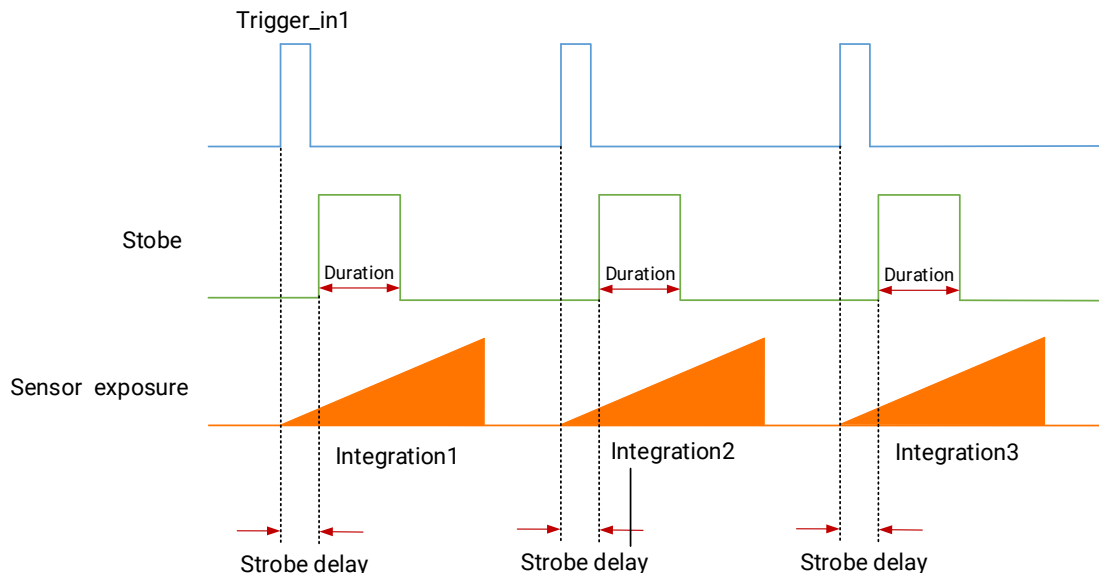 Trigger_in1
Stobe
Duration
Duration
Duration
Sensor exposure
Integration1
Integration2
Integration3
Strobe delay
Strobe delay
Strobe delay